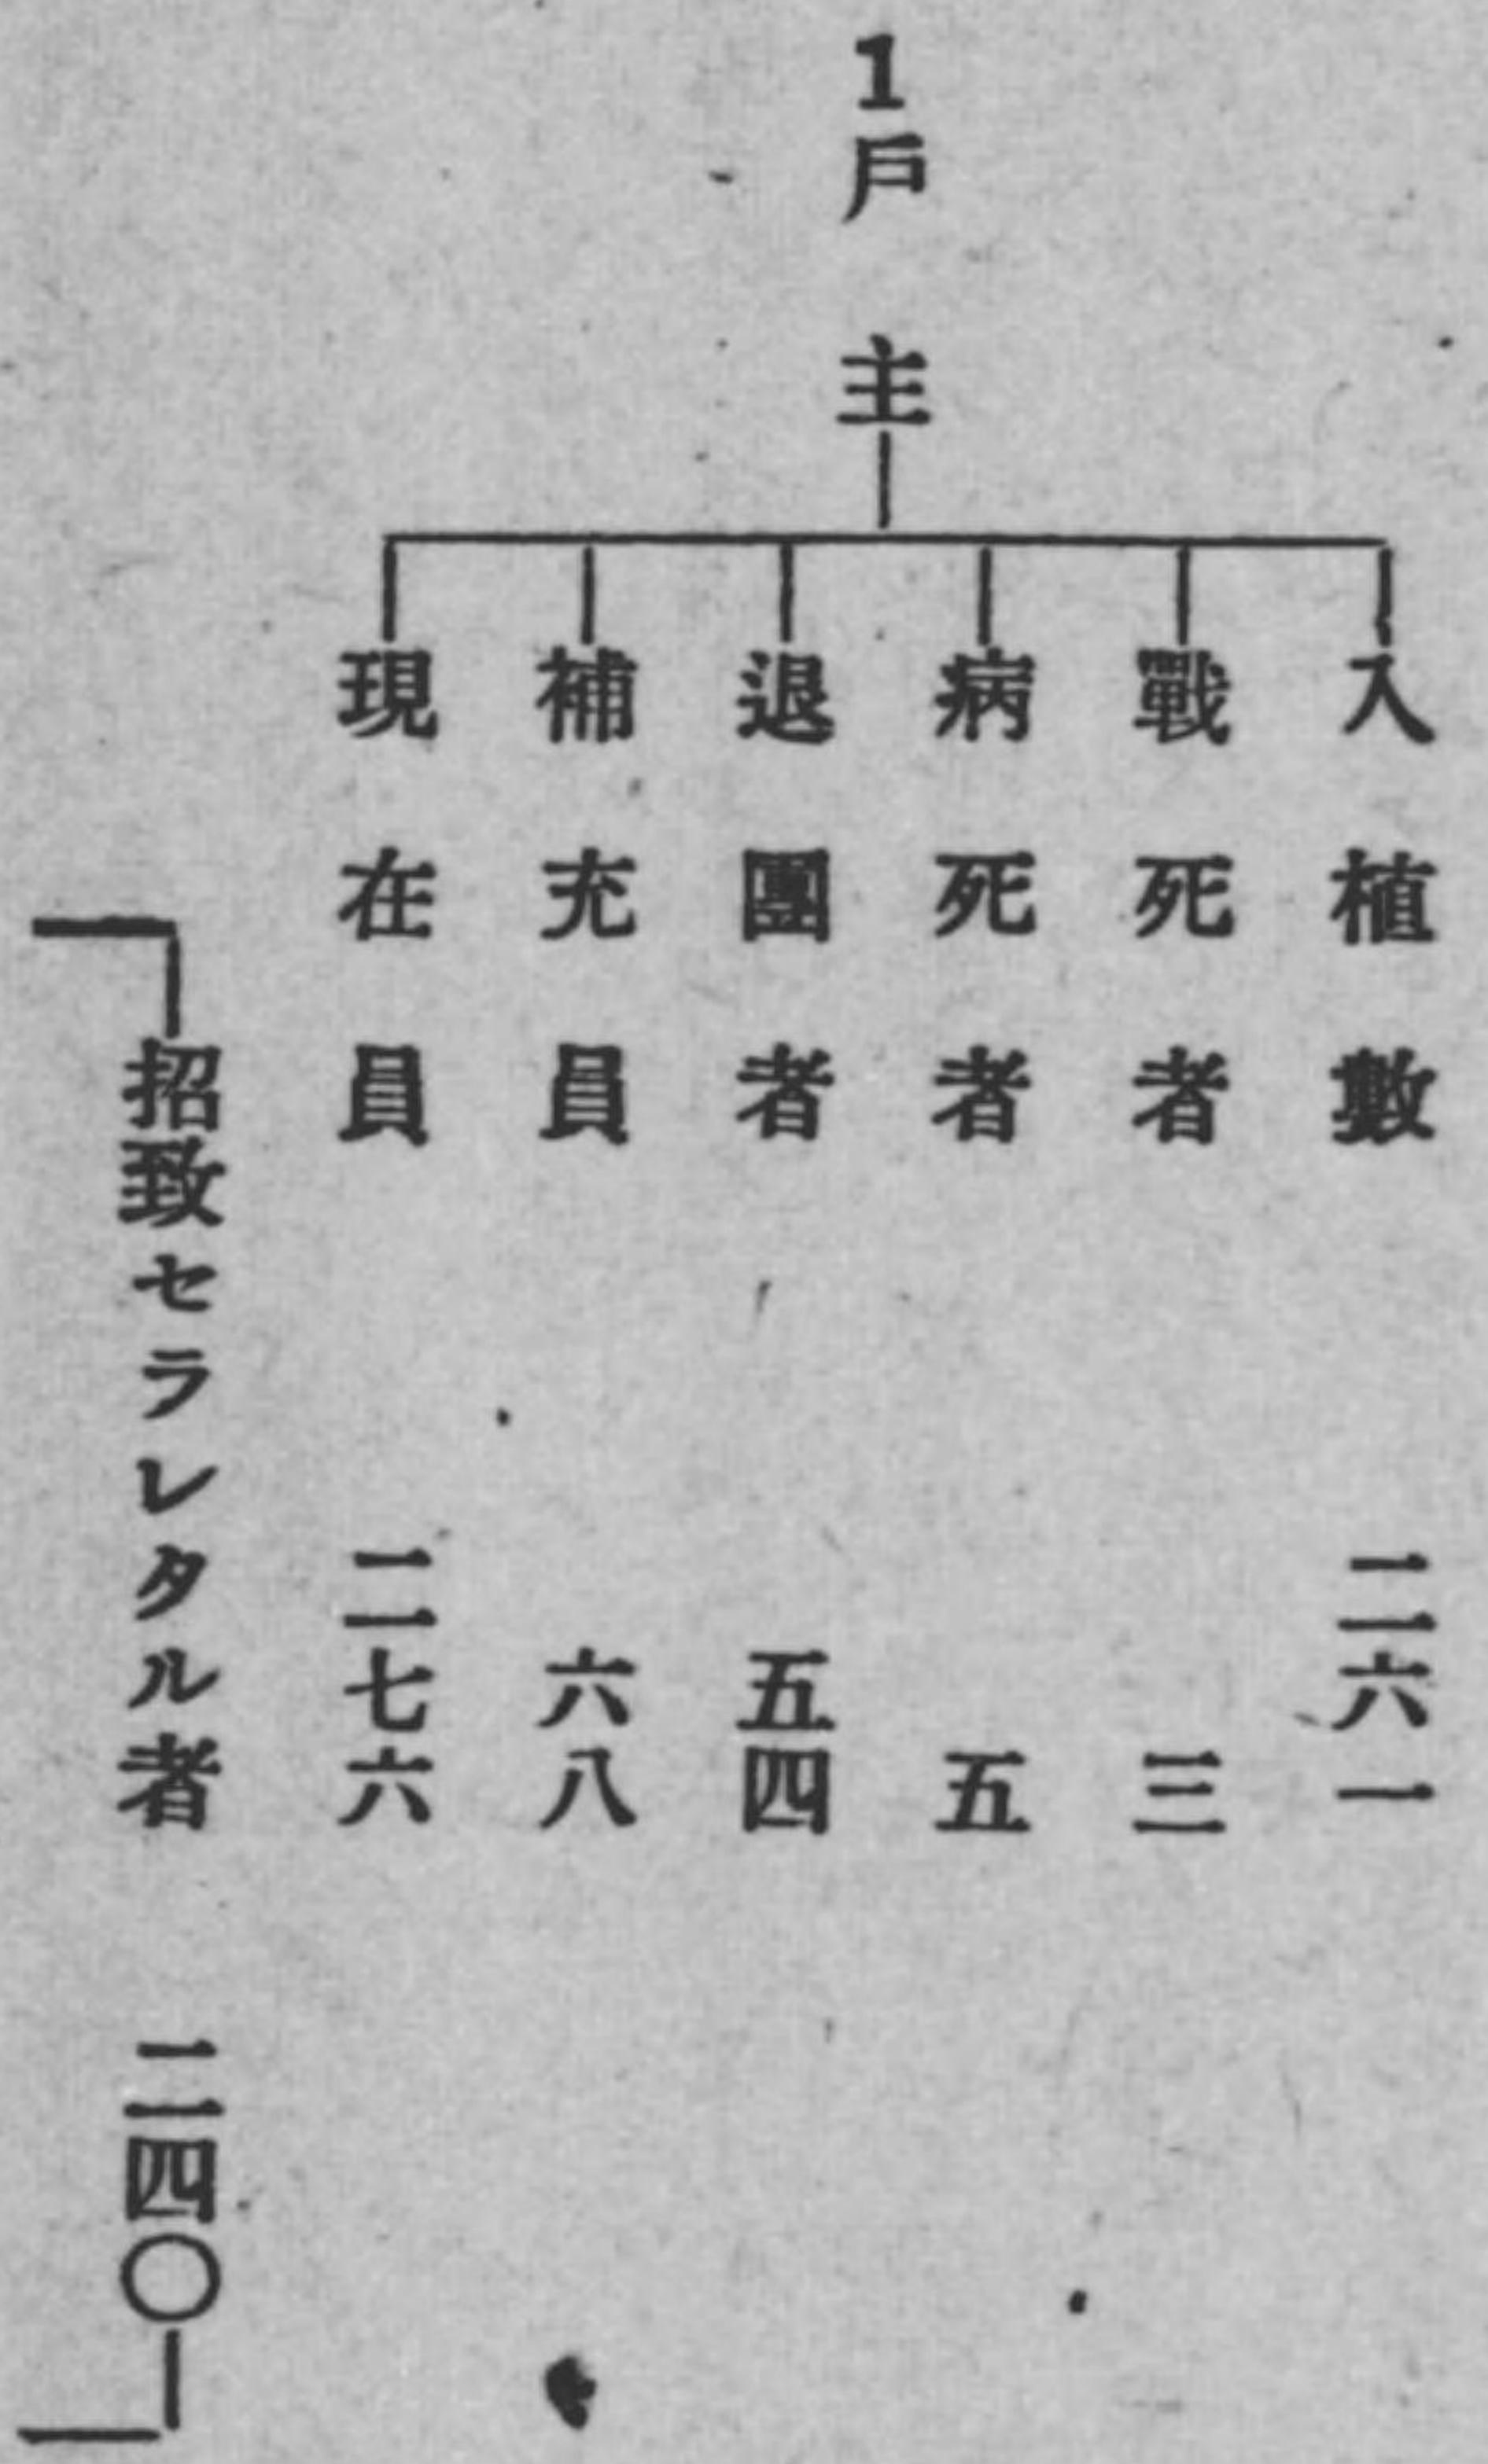 1戶主
入植數 二六一
戰死者 三
病死者 五
退團者 五四
補充員 六八
現在員 二七六
招致セラレタル者 二四〇